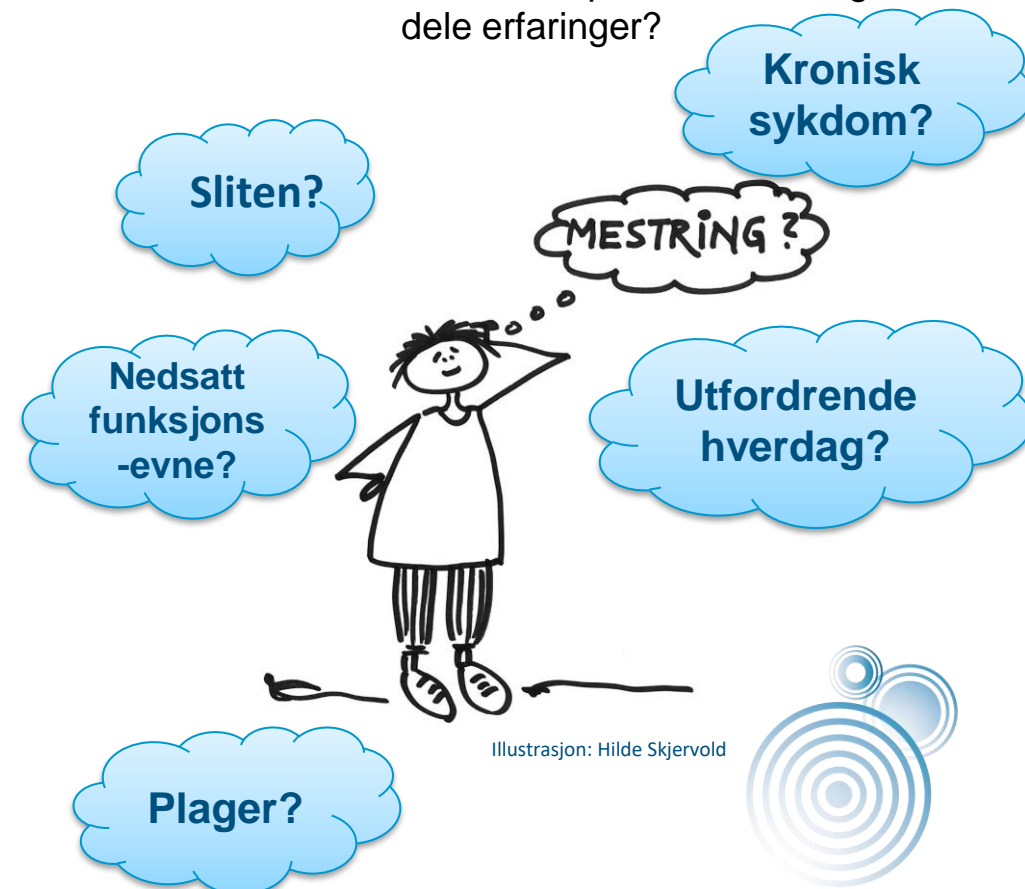 dele erfaringer?
Kronisk
sykdom?
Sliten?
MESTRING?
Nedsatt
funksjons
-evne?
Utfordrende
hverdag?
Illustrasjon: Hilde Skjervold
Plager?